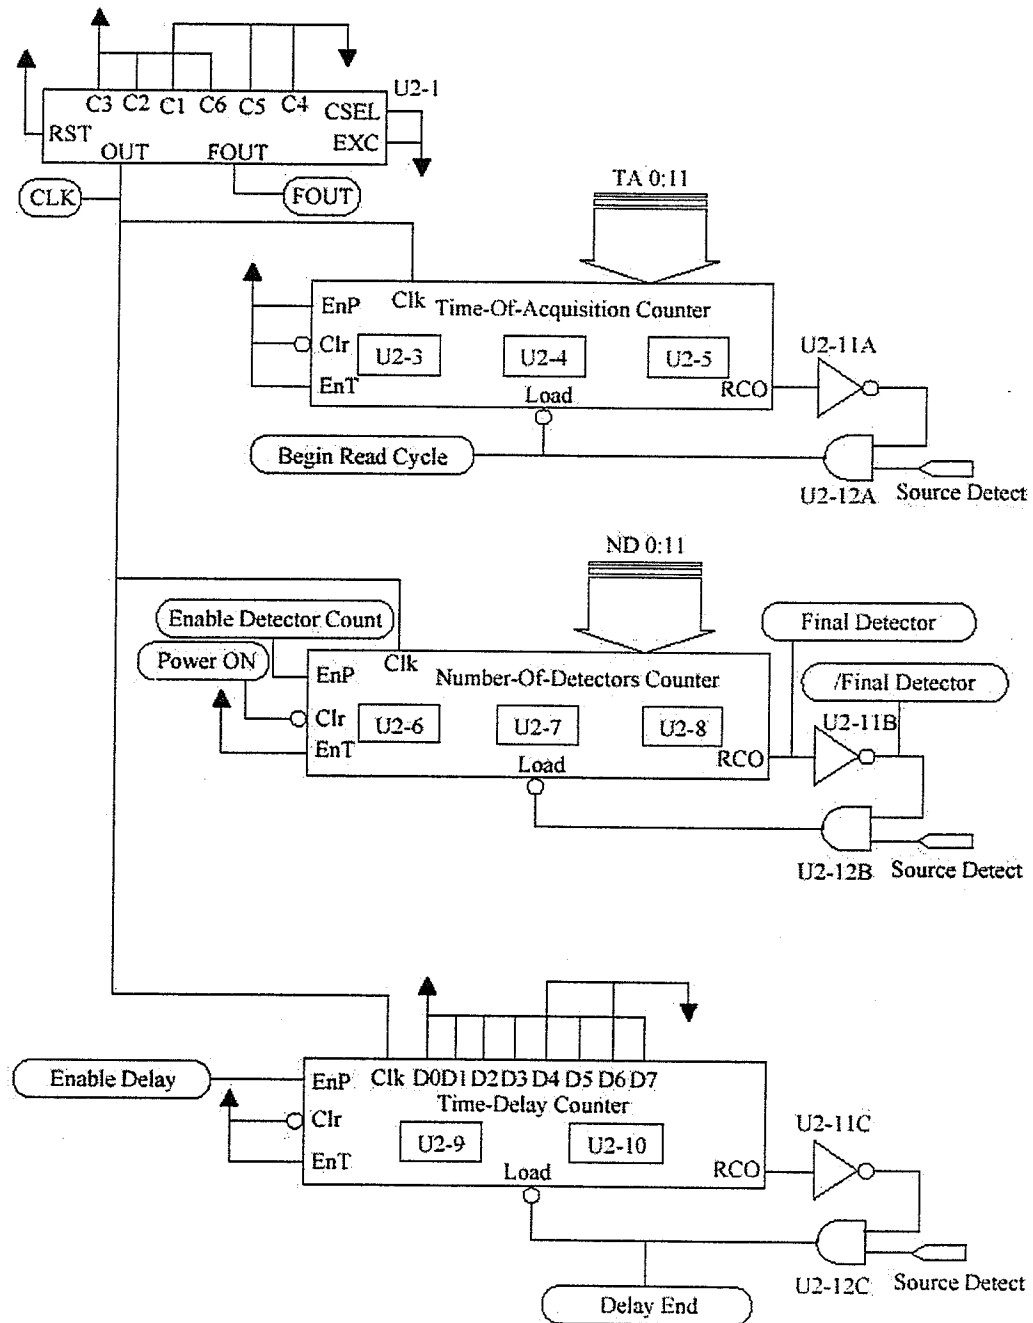 U2-1
C3 C2 C1 C6 C5 C4 CSEL
RST EXC
OUT FOUT
CLK FOUT
TA 0:11
EnP Clk Time-Of-Acquisition Counter
Clr U2-3 U2-4 U2-5
EnT Load RCO
U2-11A
Begin Read Cycle
U2-12A Source Detect
ND 0:11
Enable Detector Count
Final Detector
Power ON
/Final Detector
EnP Clk Number-Of-Detectors Counter
Clr U2-6 U2-7 U2-8
EnT Load RCO
U2-11B
U2-12B Source Detect
Enable Delay
EnP Clk D0 D1 D2 D3 D4 D5 D6 D7
Time-Delay Counter
Clr U2-9 U2-10
EnT Load RCO
U2-11C
U2-12C Source Detect
Delay End